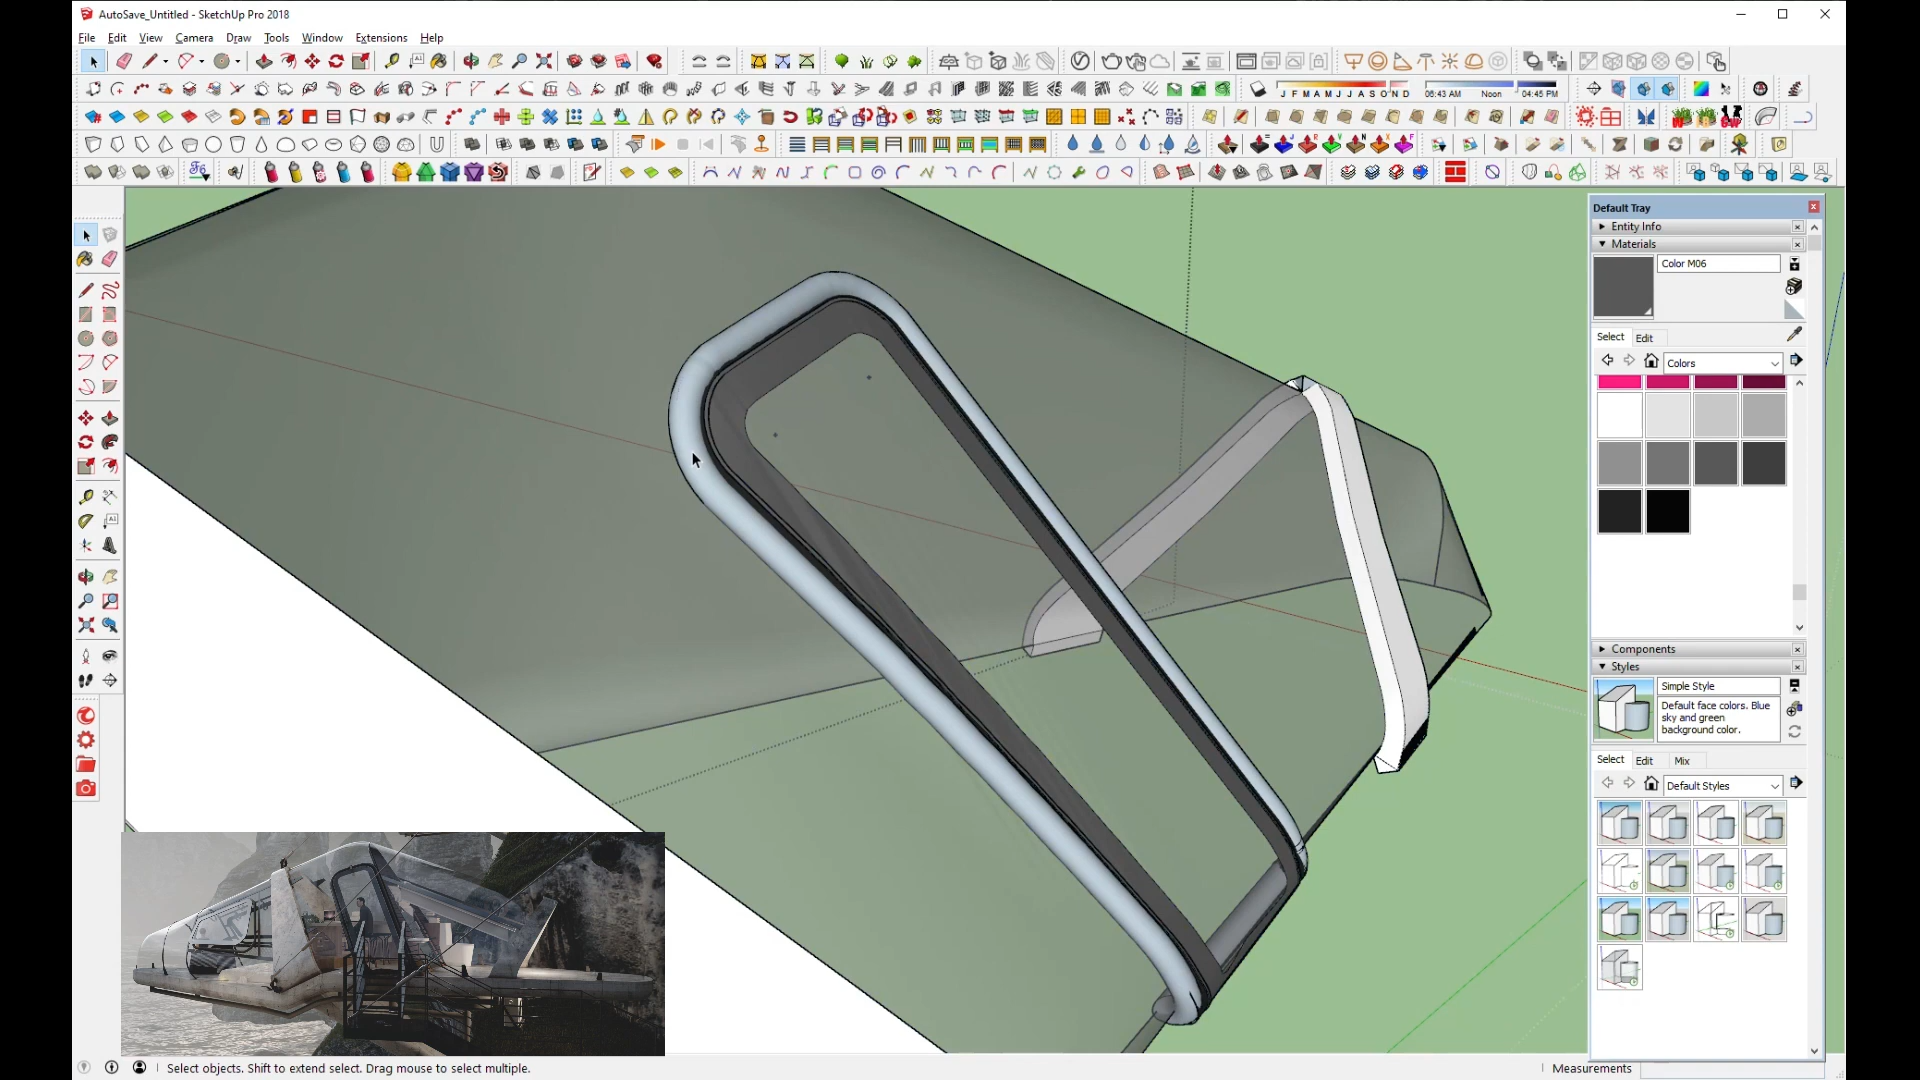 AutoSave_Untitled - SketchUp Pro 2018
File Edit View Camera Draw Tools Window Extensions Help
J F M A M J J A S O N D
06:43 AM Noon 04:45 PM
Default Tray
Entity Info
Materials
Color M06
Select Edit
Colors
Components
Styles
Simple Style
Default face colors. Blue
sky and green
background color.
Select Edit Mix
Default Styles
Select objects. Shift to extend select. Drag mouse to select multiple.
Measurements